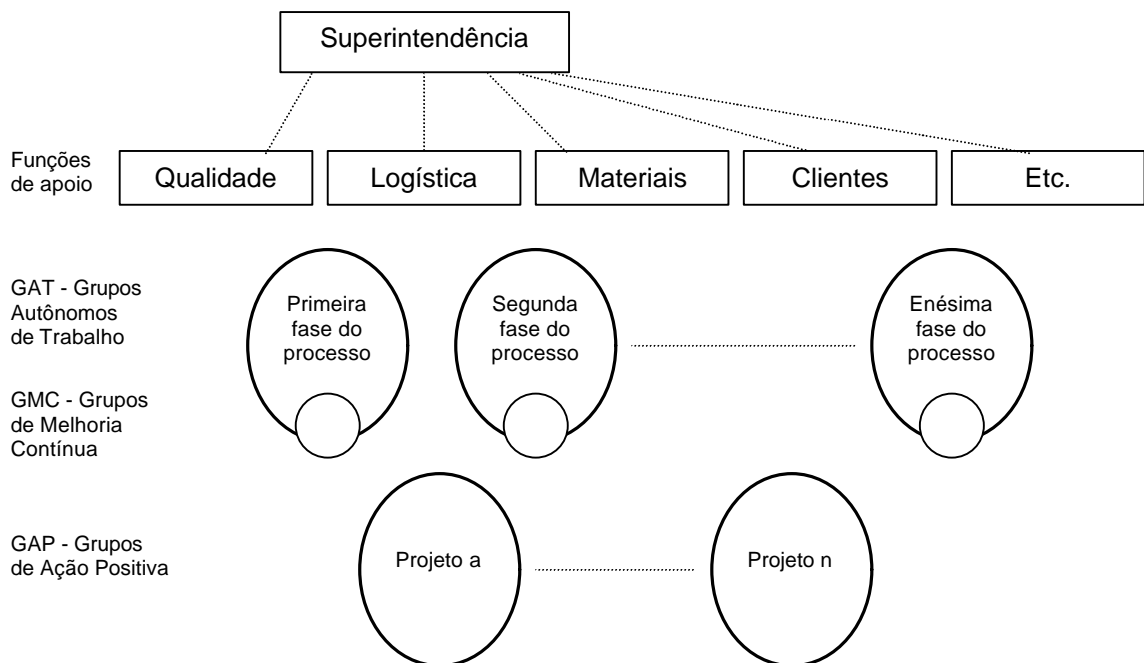 Superintendência
Funções
de apoio
Qualidade
Logística
Materiais
Clientes
Etc.
GAT - Grupos
Autônomos
de Trabalho
Primeira
fase do
processo
Segunda
fase do
processo
Enésima
fase do
processo
GMC - Grupos
de Melhoria
Contínua
GAP - Grupos
de Ação Positiva
Projeto a
Projeto n